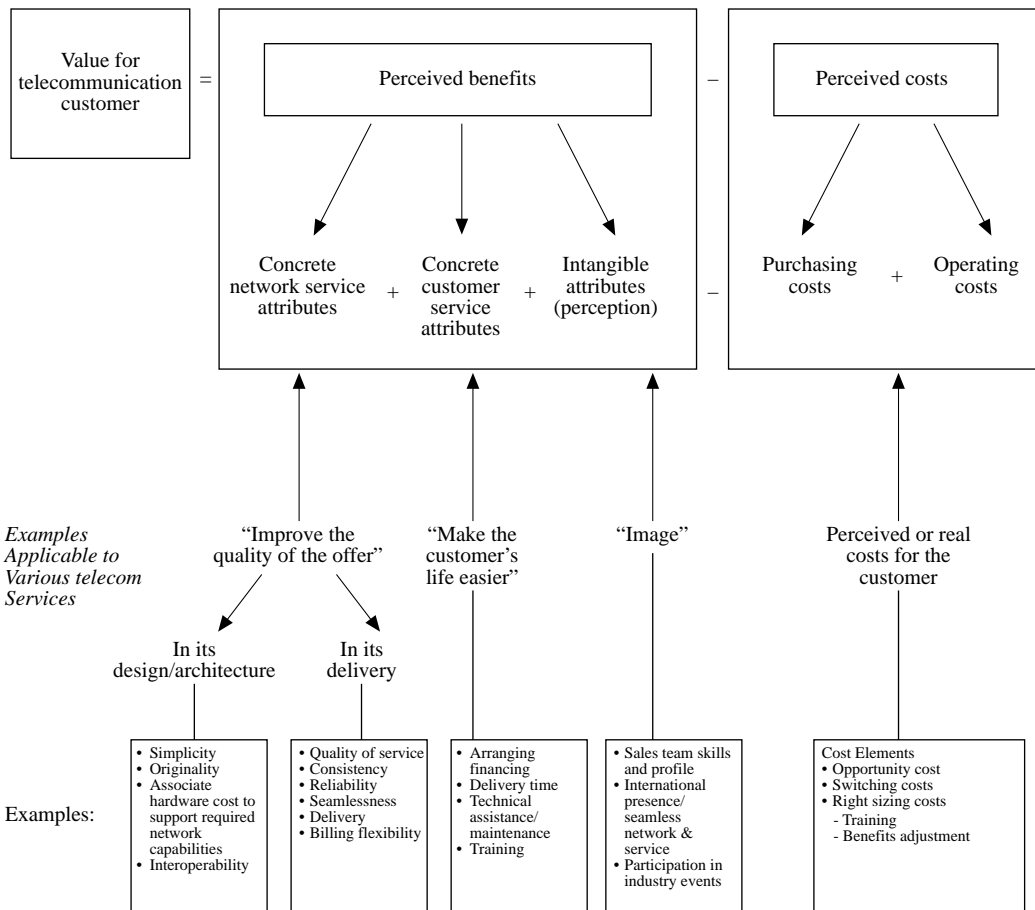 Value for
telecommunication
customer
=
Perceived benefits
–
Perceived costs
Concrete
network service
attributes
+
Concrete
customer
service
attributes
+
Intangible
attributes
(perception)
–
Purchasing
costs
+
Operating
costs
Examples
Applicable to
Various telecom
Services
“Improve the
quality of the offer”
“Make the
customer’s
life easier”
“Image”
Perceived or real
costs for the
customer
In its
design/architecture
In its
delivery
Examples:
• Simplicity
• Originality
• Associate
hardware cost to
support required
network
capabilities
• Interoperability
• Quality of service
• Consistency
• Reliability
• Seamlessness
• Delivery
• Billing flexibility
• Arranging
financing
• Delivery time
• Technical
assistance/
maintenance
• Training
• Sales team skills
and profile
• International
presence/
seamless
network &
service
• Participation in
industry events
Cost Elements
• Opportunity cost
• Switching costs
• Right sizing costs
- Training
- Benefits adjustment